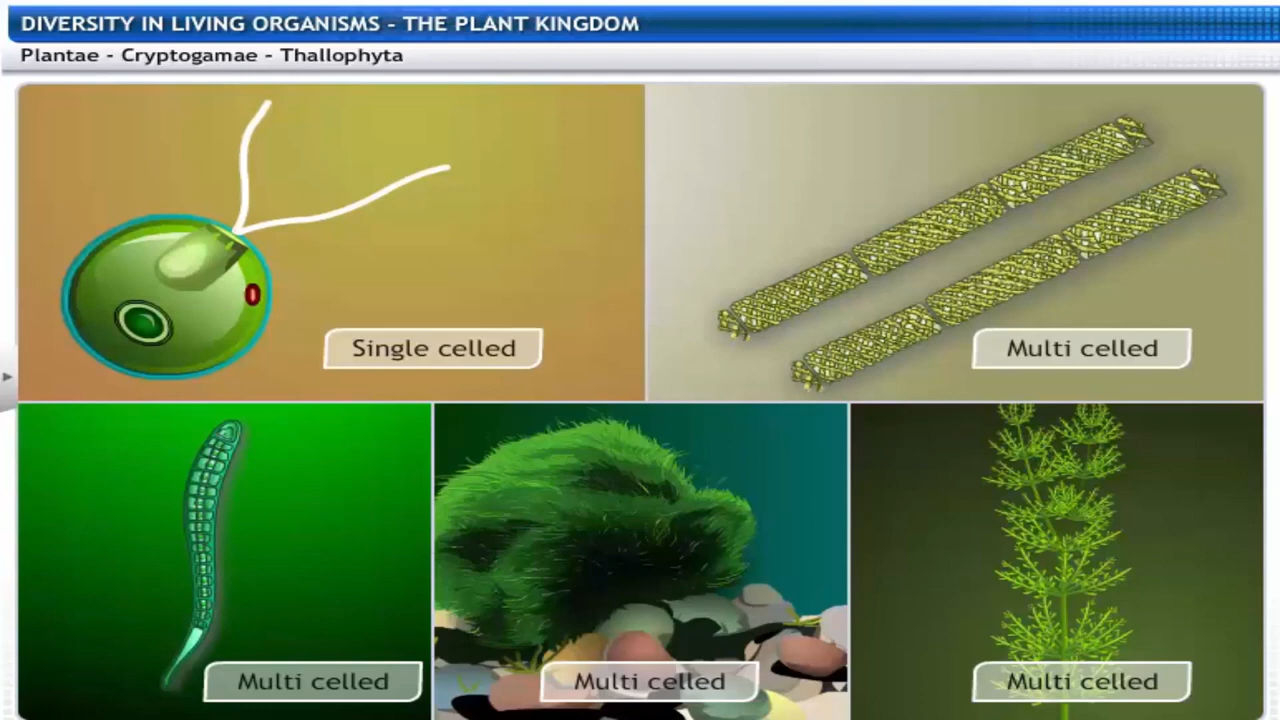 DIVERSITY IN LIVING ORGANISMS - THE PLANT KINGDOM
Plantae - Cryptogamae - Thallophyta
Single celled
Multi celled
Multi celled
Multi celled
Multi celled